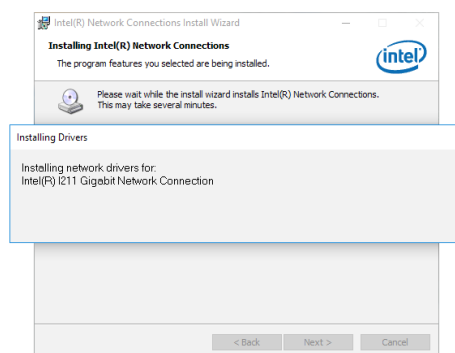 Intel(R) Network Connections Install Wizard
Installing Intel(R) Network Connections
The program features you selected are being installed.
intel
Please wait while the install wizard installs Intel(R) Network Connections.
This may take several minutes.
Installing Drivers
Installing network drivers for:
Intel(R) I211 Gigabit Network Connection
< Back
Next >
Cancel